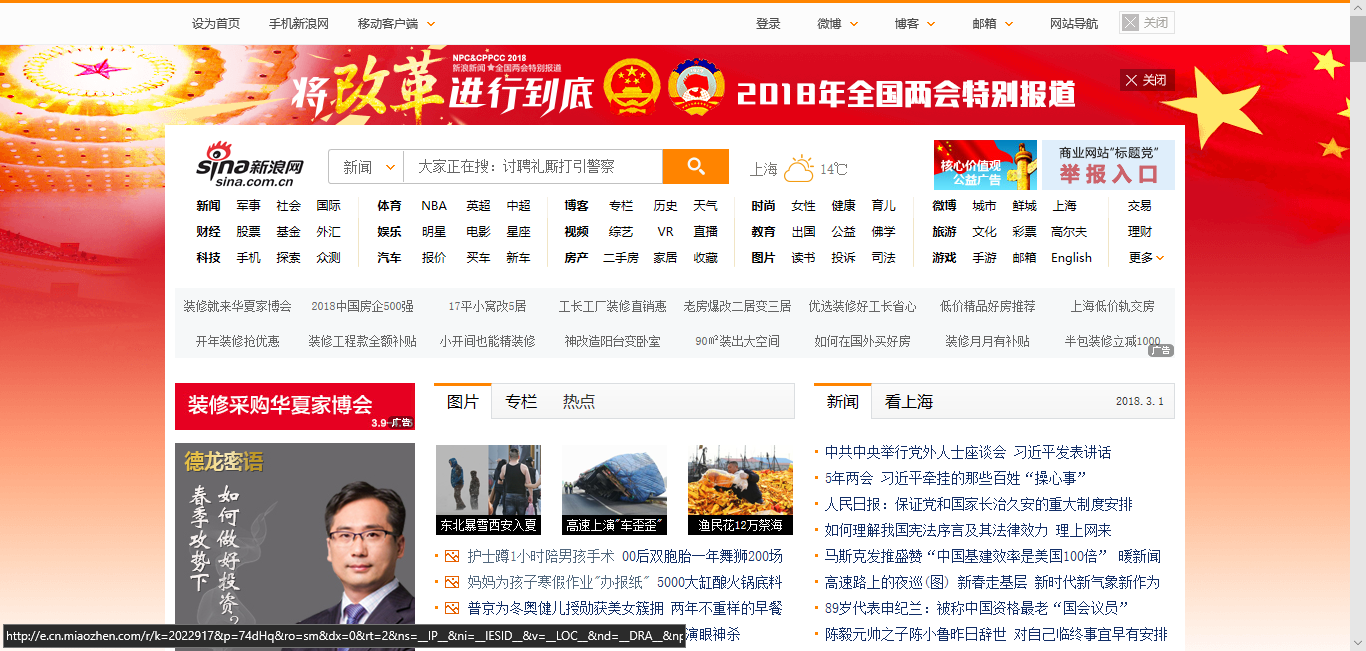 设为首页 手机新浪网 移动客户端 登录 微博 博客 邮箱 网站导航 关闭
NPC&CPPCC 2018
新浪新闻★全国两会特别报道
将改革进行到底 2018年全国两会特别报道 关闭
sina新浪网
sina.com.cn
新闻 大家正在搜：讨聘礼厮打引警察 上海 14℃
核心价值观
公益广告
商业网站“标题党”
举报入口
新闻 军事 社会 国际 体育 NBA 英超 中超 博客 专栏 历史 天气 时尚 女性 健康 育儿 微博 城市 鲜城 上海 交易
财经 股票 基金 外汇 娱乐 明星 电影 星座 视频 综艺 VR 直播 教育 出国 公益 佛学 旅游 文化 彩票 高尔夫 理财
科技 手机 探索 众测 汽车 报价 买车 新车 房产 二手房 家居 收藏 图片 读书 投诉 司法 游戏 手游 邮箱 English 更多
装修就来华夏家博会 2018中国房企500强 17平小窝改5居 工长工厂装修直销惠 老房爆改二居变三居 优选装修好工长省心 低价精品好房推荐 上海低价轨交房
开年装修抢优惠 装修工程款全额补贴 小开间也能精装修 神改造阳台变卧室 90㎡装出大空间 如何在国外买好房 装修月月有补贴 半包装修立减1000
广告
装修采购华夏家博会
广告
德龙密语
如何做好投资?
春季攻势下
图片 专栏 热点
东北暴雪西安入夏 高速上演"车歪歪" 渔民花12万祭海
护士蹲1小时陪男孩手术 00后双胞胎一年舞狮200场
妈妈为孩子寒假作业"办报纸" 5000大缸酿火锅底料
普京为冬奥健儿授勋获美女簇拥 两年不重样的早餐
演眼神杀
新闻 看上海 2018.3.1
中共中央举行党外人士座谈会 习近平发表讲话
5年两会 习近平牵挂的那些百姓“操心事”
人民日报：保证党和国家长治久安的重大制度安排
如何理解我国宪法序言及其法律效力 理上网来
马斯克发推盛赞“中国基建效率是美国100倍” 暖新闻
高速路上的夜巡(图) 新春走基层 新时代新气象新作为
89岁代表申纪兰：被称中国资格最老“国会议员”
陈毅元帅之子陈小鲁昨日辞世 对自己临终事宜早有安排
http://e.cn.miaozhen.com/r/k=2022917&p=74dHq&ro=sm&dx=0&rt=2&ns=__IP__&ni=__IESID__&v=__LOC__&nd=__DRA__&np